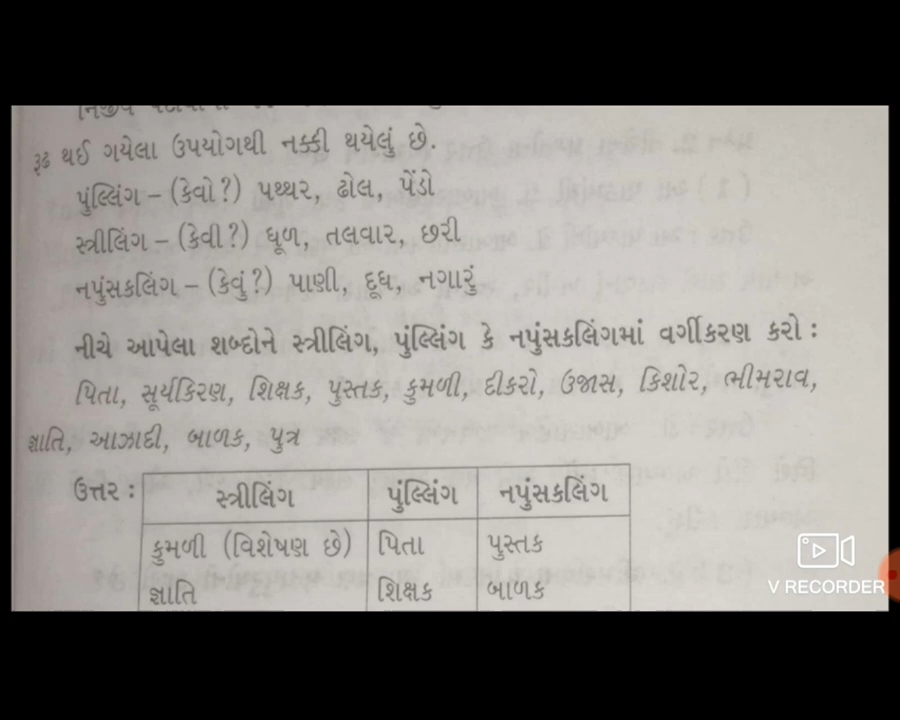 રૂઢ થઈ ગયેલા ઉપયોગથી નક્કી થયેલું છે.
પુંલ્લિંગ – (કેવો?) પથ્થર, ઢોલ, પેંડો
સ્ત્રીલિંગ – (કેવી?) ધૂળ, તલવાર, છરી
નપુંસકલિંગ – (કેવું?) પાણી, દૂધ, નગારું
નીચે આપેલા શબ્દોને સ્ત્રીલિંગ, પુંલ્લિંગ કે નપુંસકલિંગમાં વર્ગીકરણ કરો :
પિતા, સૂર્યકિરણ, શિક્ષક, પુસ્તક, કુમળી, દીકરો, ઉજાસ, કિશોર, ભીમરાવ,
જ્ઞાતિ, આઝાદી, બાળક, પુત્ર
ઉત્તર : સ્ત્રીલિંગ પુંલ્લિંગ નપુંસકલિંગ
કુમળી (વિશેષણ છે) પિતા પુસ્તક
જ્ઞાતિ શિક્ષક બાળક
V RECORDER